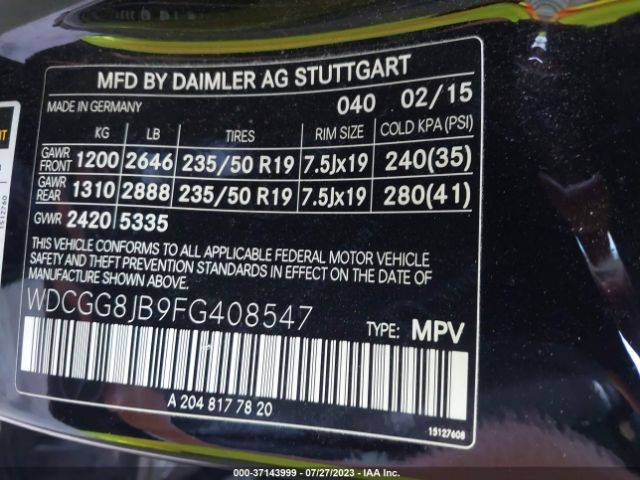 MFD BY DAIMLER AG STUTTGART
MADE IN GERMANY 040 02/15
KG LB TIRES RIM SIZE COLD KPA (PSI)
GAWR FRONT 1200 2646 235/50 R19 7.5Jx19 240(35)
GAWR REAR 1310 2888 235/50 R19 7.5Jx19 280(41)
GVWR 2420 5335
THIS VEHICLE CONFORMS TO ALL APPLICABLE FEDERAL MOTOR VEHICLE
SAFETY AND THEFT PREVENTION STANDARDS IN EFFECT ON THE DATE OF
MANUFACTURE SHOWN ABOVE.
WDCGG8JB9FG408547
TYPE: MPV
A 204 817 78 20
15127608
000-37143999 - 07/27/2023 - IAA Inc.